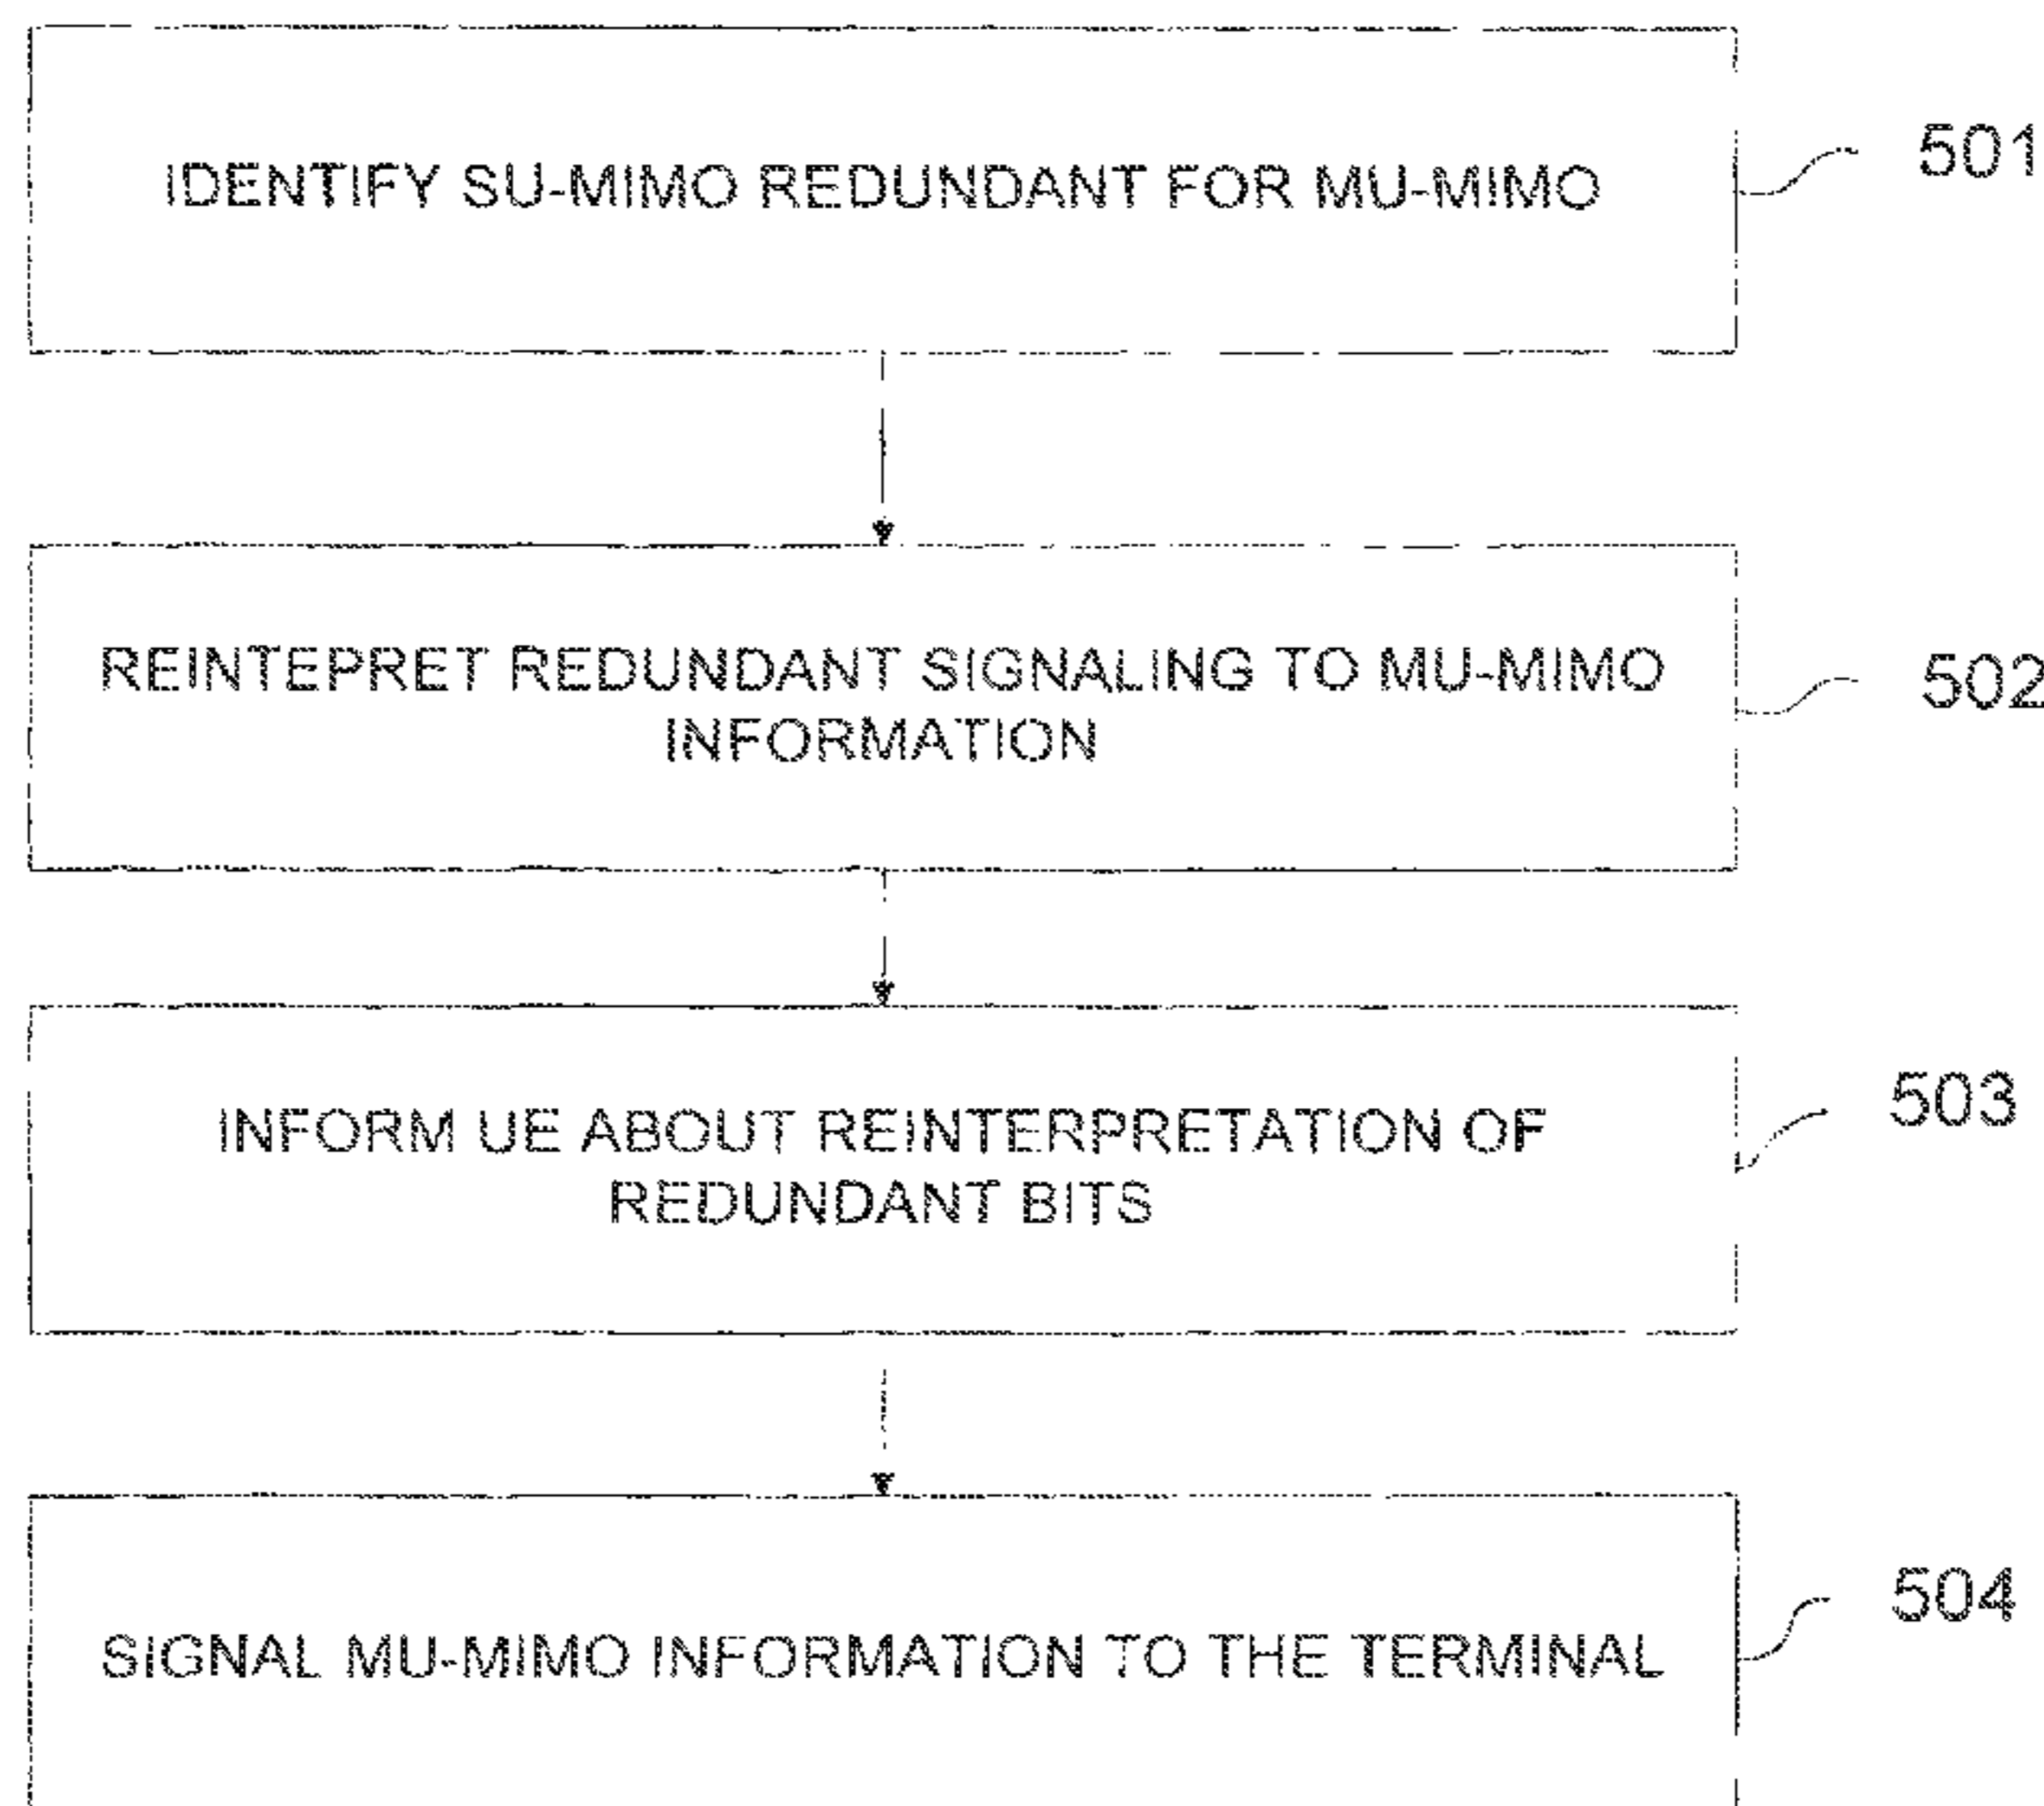 IDENTIFY SU-MIMO REDUNDANT FOR MU-MIMO
501
REINTEPRET REDUNDANT SIGNALING TO MU-MIMO
INFORMATION
502
INFORM UE ABOUT REINTERPRETATION OF
REDUNDANT BITS
503
SIGNAL MU-MIMO INFORMATION TO THE TERMINAL
504